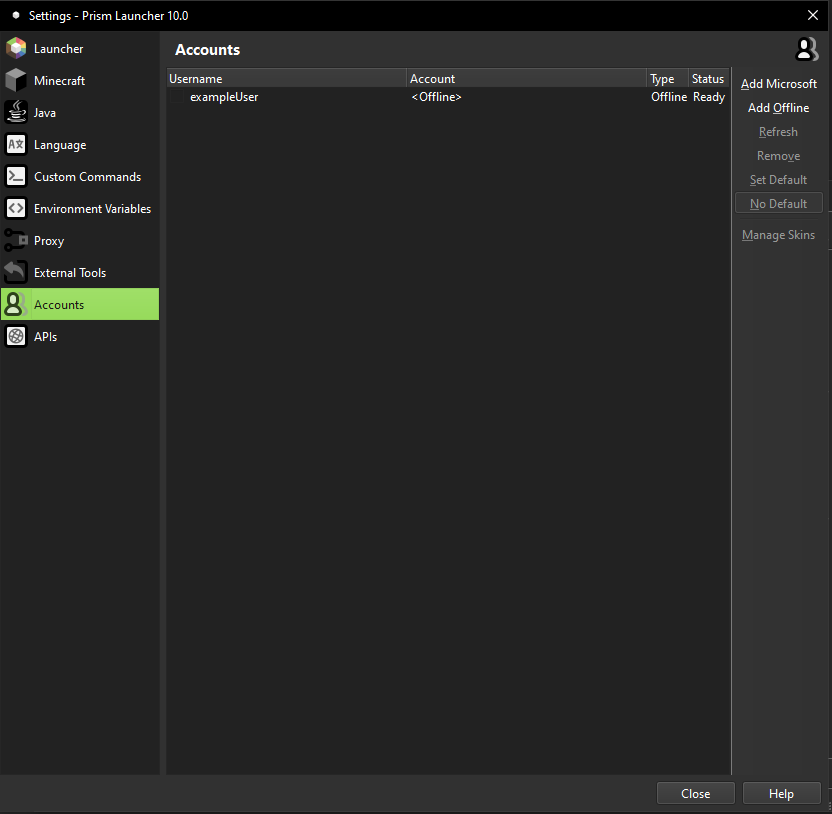 Settings - Prism Launcher 10.0
Launcher
Minecraft
Java
Language
Custom Commands
Environment Variables
Proxy
External Tools
Accounts
APIs
Accounts
Username Account Type Status
exampleUser <Offline> Offline Ready
Add Microsoft
Add Offline
Refresh
Remove
Set Default
No Default
Manage Skins
Close Help